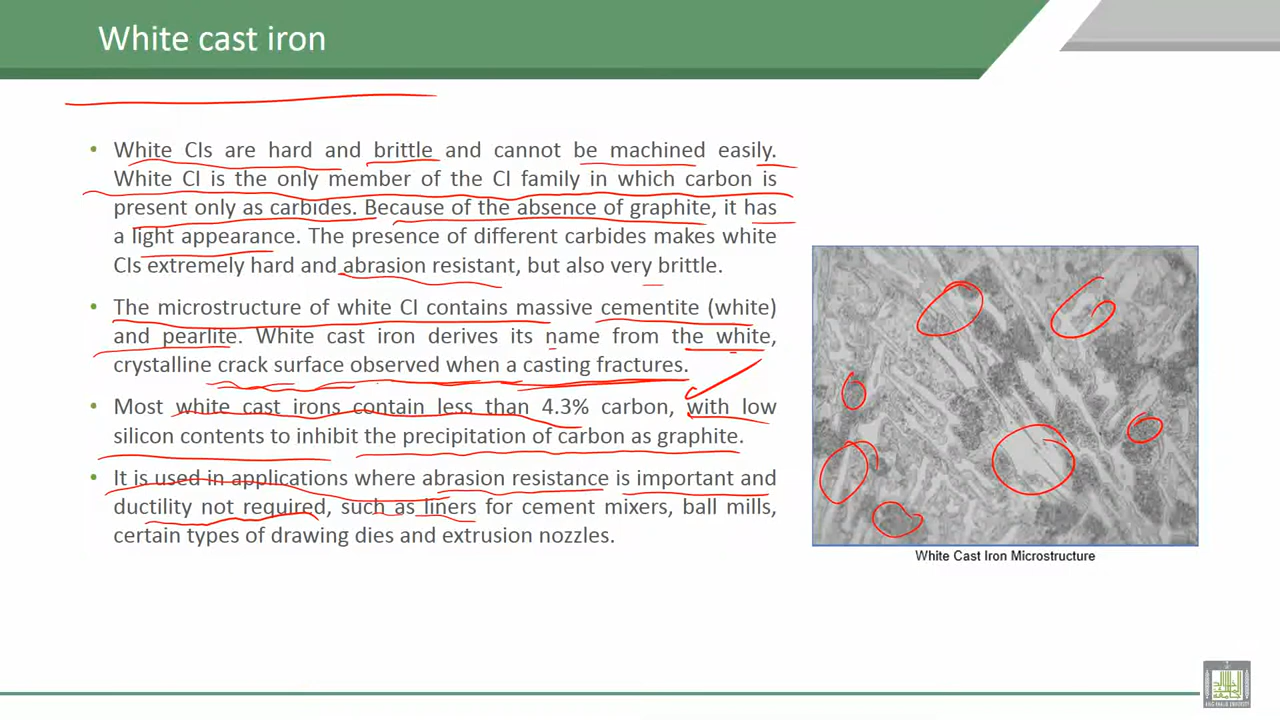 White cast iron
• White CIs are hard and brittle and cannot be machined easily.
White CI is the only member of the CI family in which carbon is
present only as carbides. Because of the absence of graphite, it has
a light appearance. The presence of different carbides makes white
CIs extremely hard and abrasion resistant, but also very brittle.
• The microstructure of white CI contains massive cementite (white)
and pearlite. White cast iron derives its name from the white,
crystalline crack surface observed when a casting fractures.
• Most white cast irons contain less than 4.3% carbon, with low
silicon contents to inhibit the precipitation of carbon as graphite.
• It is used in applications where abrasion resistance is important and
ductility not required, such as liners for cement mixers, ball mills,
certain types of drawing dies and extrusion nozzles.
White Cast Iron Microstructure